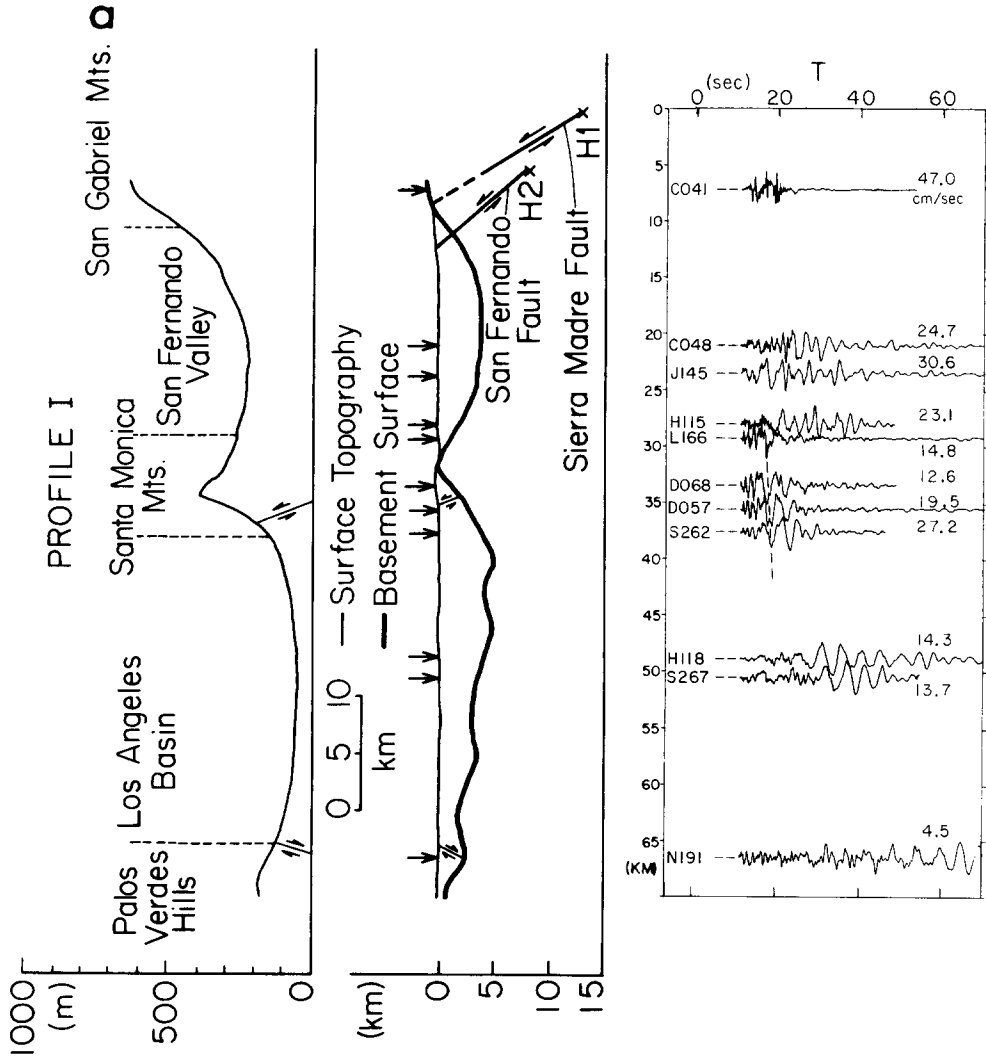 a
PROFILE I
San Gabriel Mts.
San Fernando
Valley
Santa Monica
Mts.
Los Angeles
Basin
Palos
Verdes
Hills
1000
(m)
500
0
— Surface Topography
— Basement Surface
0 5 10
km
San Fernando
Fault
Sierra Madre Fault
H2
H1
(km)
0
5
10
15
T
(sec)
0 20 40 60
0
5
10
15
20
25
30
35
40
45
50
55
60
65
(KM)
C041
47.0
cm/sec
C048
24.7
J145
30.6
H115
23.1
L166
14.8
D068
12.6
D057
19.5
S262
27.2
H118
14.3
S267
13.7
N191
4.5